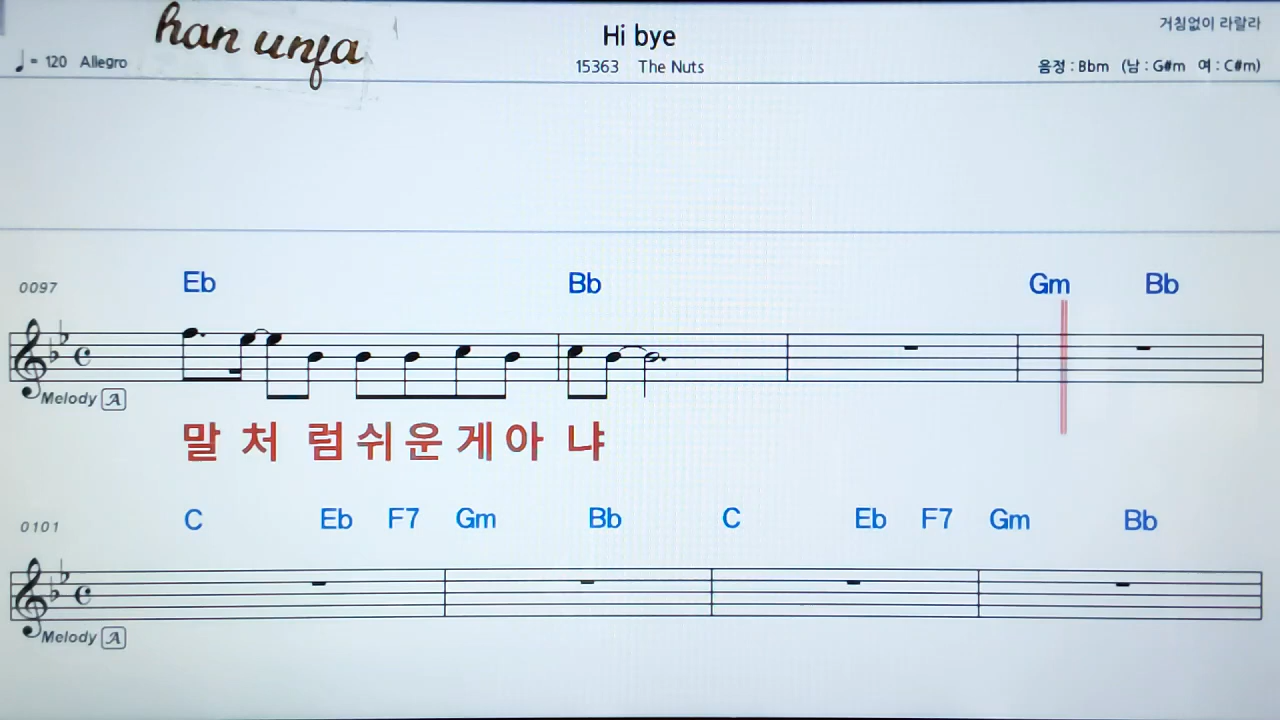 han unfa
Hi bye
거침없이 라랄라
♩= 120 Allegro
15363 The Nuts
음정 : Bbm (남 : G#m 여 : C#m)
0097 Eb Bb Gm Bb
Melody A
말 처 럼 쉬 운 게 아 냐
0101 C Eb F7 Gm Bb C Eb F7 Gm Bb
Melody A